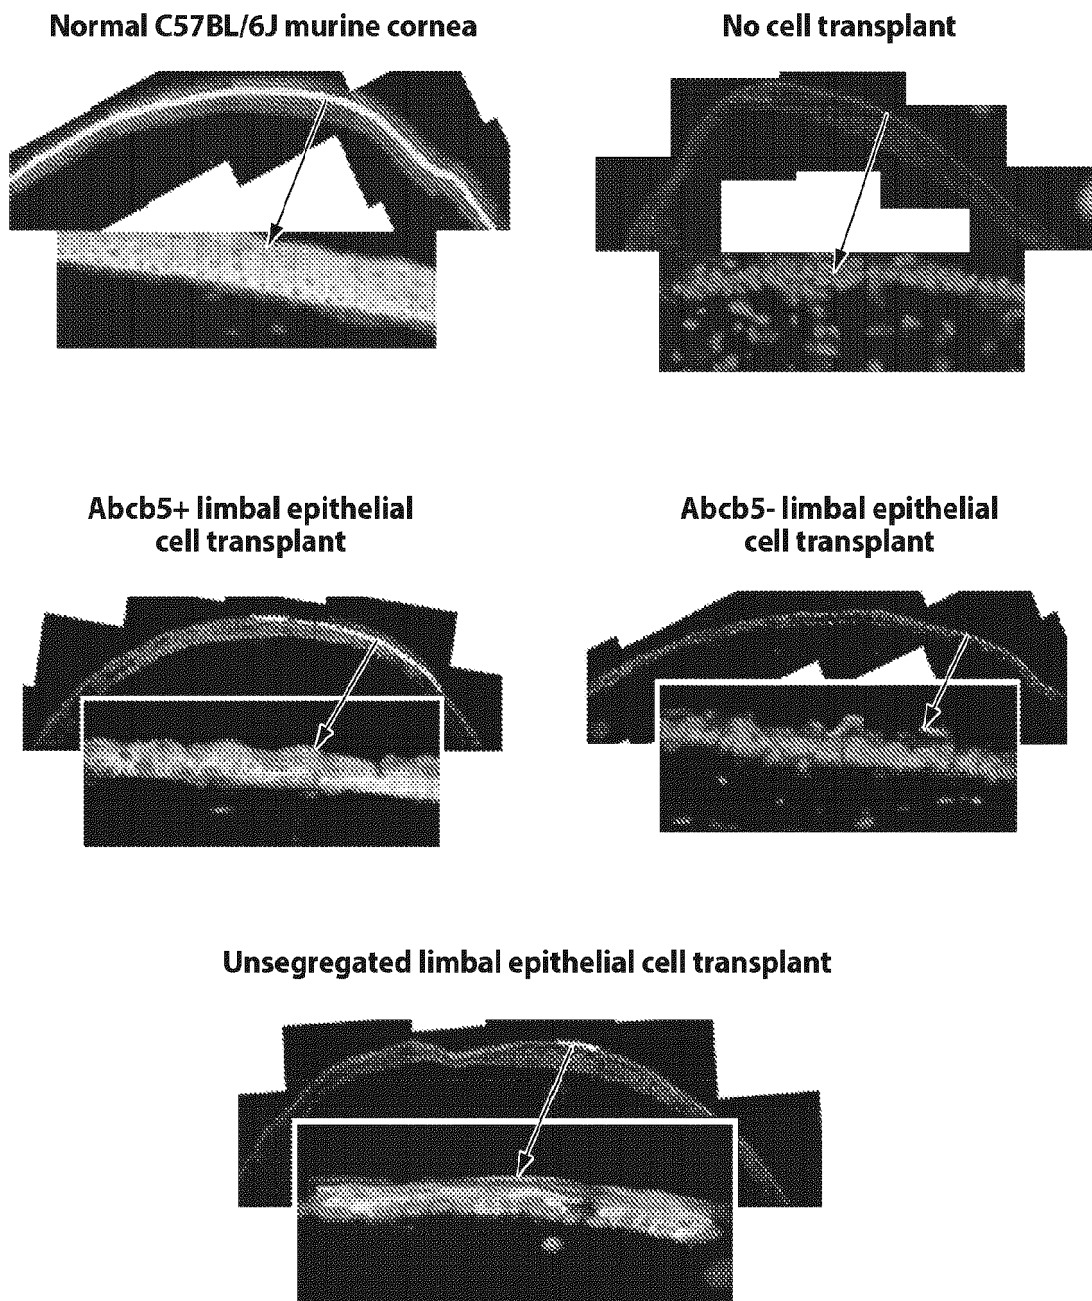 Normal C57BL/6J murine cornea
No cell transplant
Abcb5+ limbal epithelial
cell transplant
Abcb5- limbal epithelial
cell transplant
Unsegregated limbal epithelial cell transplant